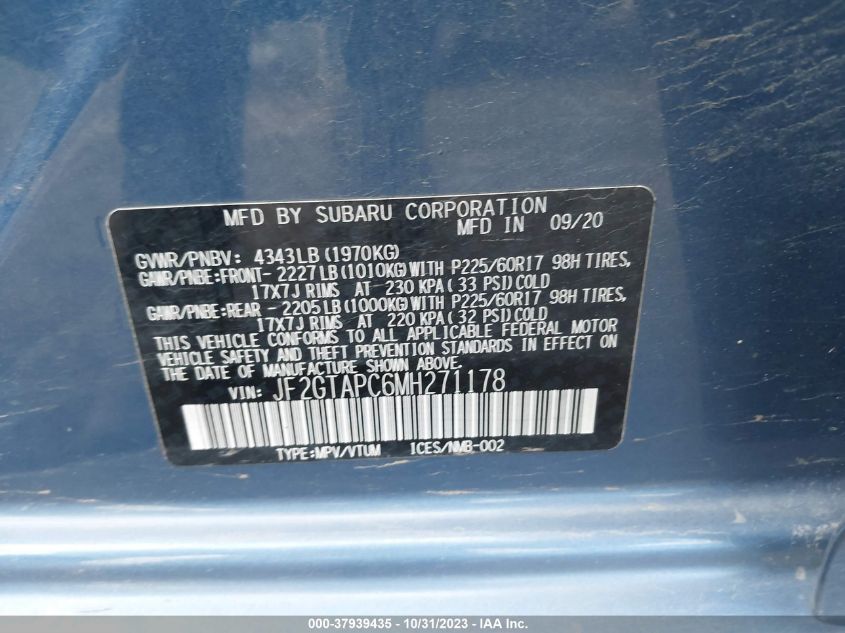 MFD BY SUBARU CORPORATION
MFD IN 09/20
GVWR/PNBV: 4343LB(1970KG)
GAWR/PNBE:FRONT- 2227LB(1010KG)WITH P225/60R17 98H TIRES,
17X7J RIMS AT 230 KPA(33 PSI)COLD
GAWR/PNBE:REAR - 2205LB(1000KG)WITH P225/60R17 98H TIRES,
17X7J RIMS AT 220 KPA(32 PSI)COLD
THIS VEHICLE CONFORMS TO ALL APPLICABLE FEDERAL MOTOR
VEHICLE SAFETY AND THEFT PREVENTION STANDARDS IN EFFECT ON
THE DATE OF MANUFACTURE SHOWN ABOVE.
VIN: JF2GTAPC6MH271178
TYPE:MPV/VTUM ICES/NMB-002
000-37939435 - 10/31/2023 - IAA Inc.